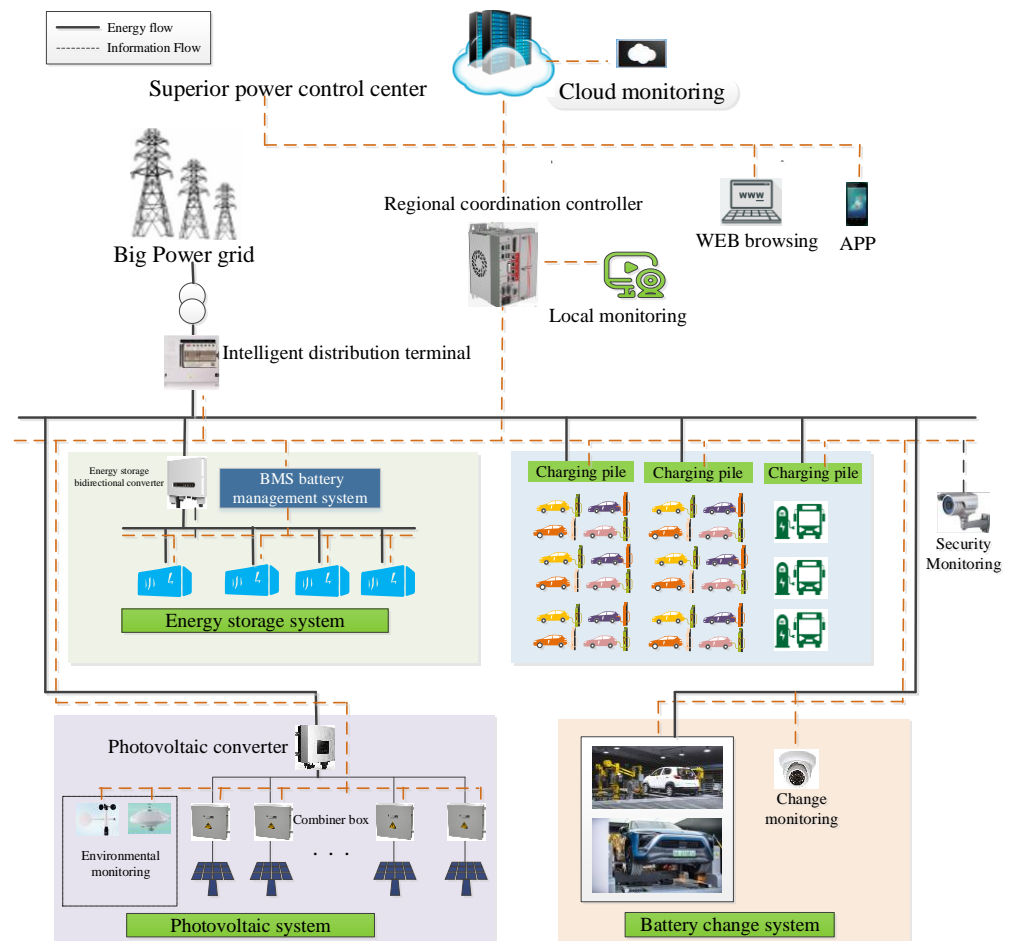 Energy flow
Information Flow
Superior power control center
Cloud monitoring
Big Power grid
Regional coordination controller
www
WEB browsing
APP
Local monitoring
Intelligent distribution terminal
Energy storage
bidirectional converter
BMS battery
management system
Charging pile
Charging pile
Charging pile
Security
Monitoring
Energy storage system
Photovoltaic converter
Combiner box
. . .
Environmental
monitoring
Change
monitoring
Photovoltaic system
Battery change system